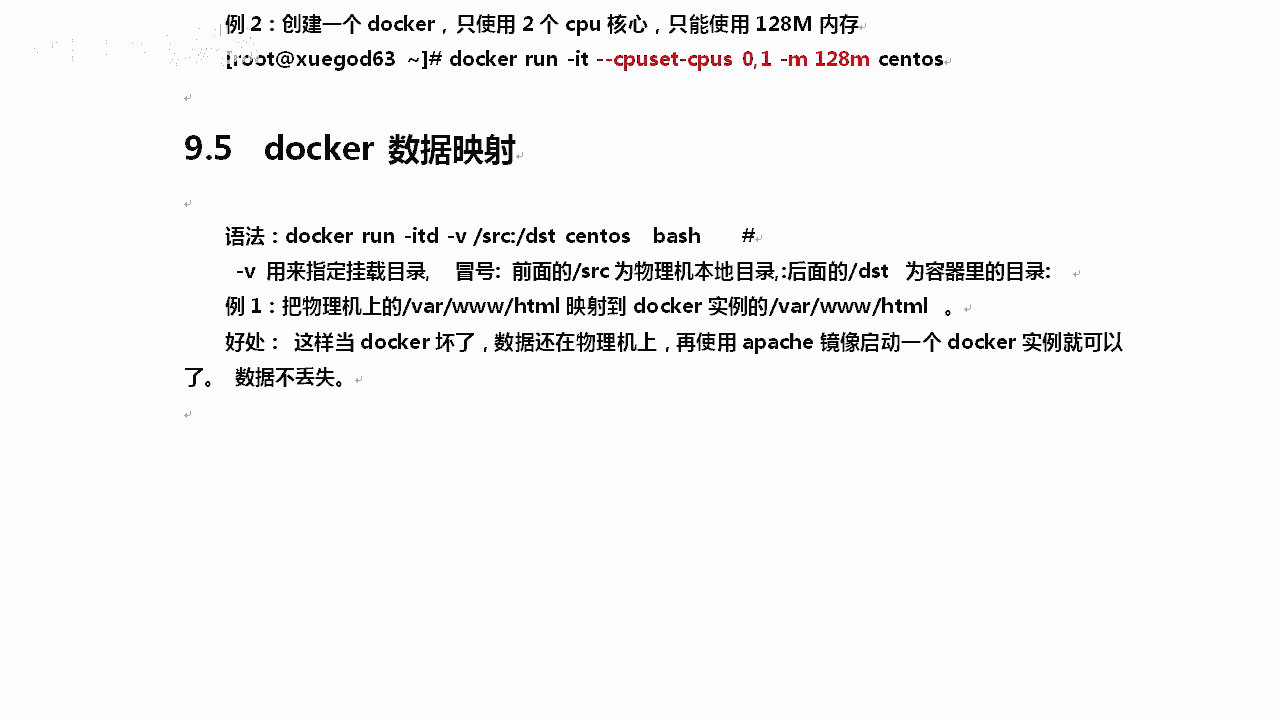 例 2：创建一个 docker，只使用 2 个 cpu 核心，只能使用 128M 内存
[root@xuegod63 ~]# docker run -it --cpuset-cpus 0,1 -m 128m centos
9.5 docker 数据映射
语法：docker run -itd -v /src:/dst centos bash #
-v 用来指定挂载目录, 冒号: 前面的/src 为物理机本地目录,:后面的/dst 为容器里的目录:
例 1：把物理机上的/var/www/html 映射到 docker 实例的/var/www/html 。
好处： 这样当 docker 坏了，数据还在物理机上，再使用 apache 镜像启动一个 docker 实例就可以
了。 数据不丢失。